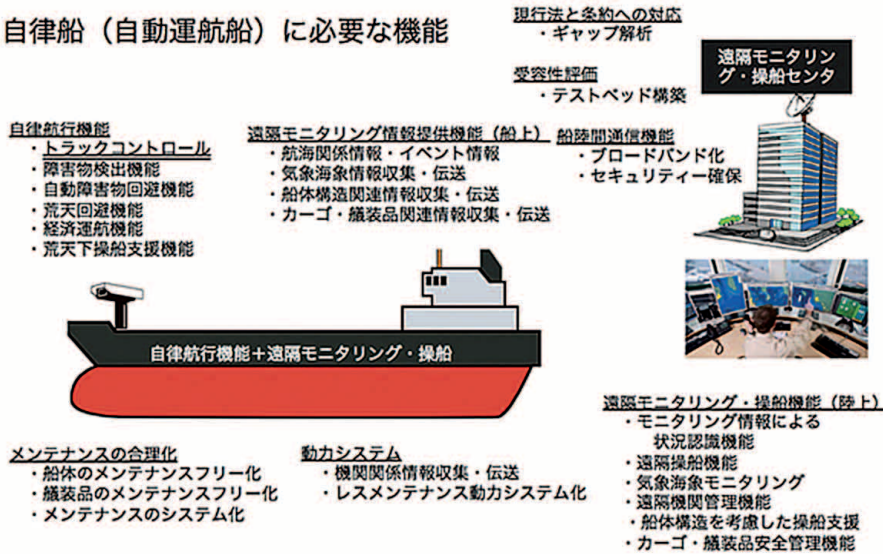 自律船（自動運航船）に必要な機能
現行法と条約への対応
・ギャップ解析
受容性評価
・テストベッド構築
遠隔モニタリン
グ・操船センタ
自律航行機能
・トラックコントロール
・障害物検出機能
・自動障害物回避機能
・荒天回避機能
・経済運航機能
・荒天下操船支援機能
遠隔モニタリング情報提供機能（船上）
・航海関係情報・イベント情報
・気象海象情報収集・伝送
・船体構造関連情報収集・伝送
・カーゴ・艤装品関連情報収集・伝送
船陸間通信機能
・ブロードバンド化
・セキュリティー確保
自律航行機能＋遠隔モニタリング・操船
メンテナンスの合理化
・船体のメンテナンスフリー化
・艤装品のメンテナンスフリー化
・メンテナンスのシステム化
動力システム
・機関関係情報収集・伝送
・レスメンテナンス動力システム化
遠隔モニタリング・操船機能（陸上）
・モニタリング情報による
状況認識機能
・遠隔操船機能
・気象海象モニタリング
・遠隔機関管理機能
・船体構造を考慮した操船支援
・カーゴ・艤装品安全管理機能